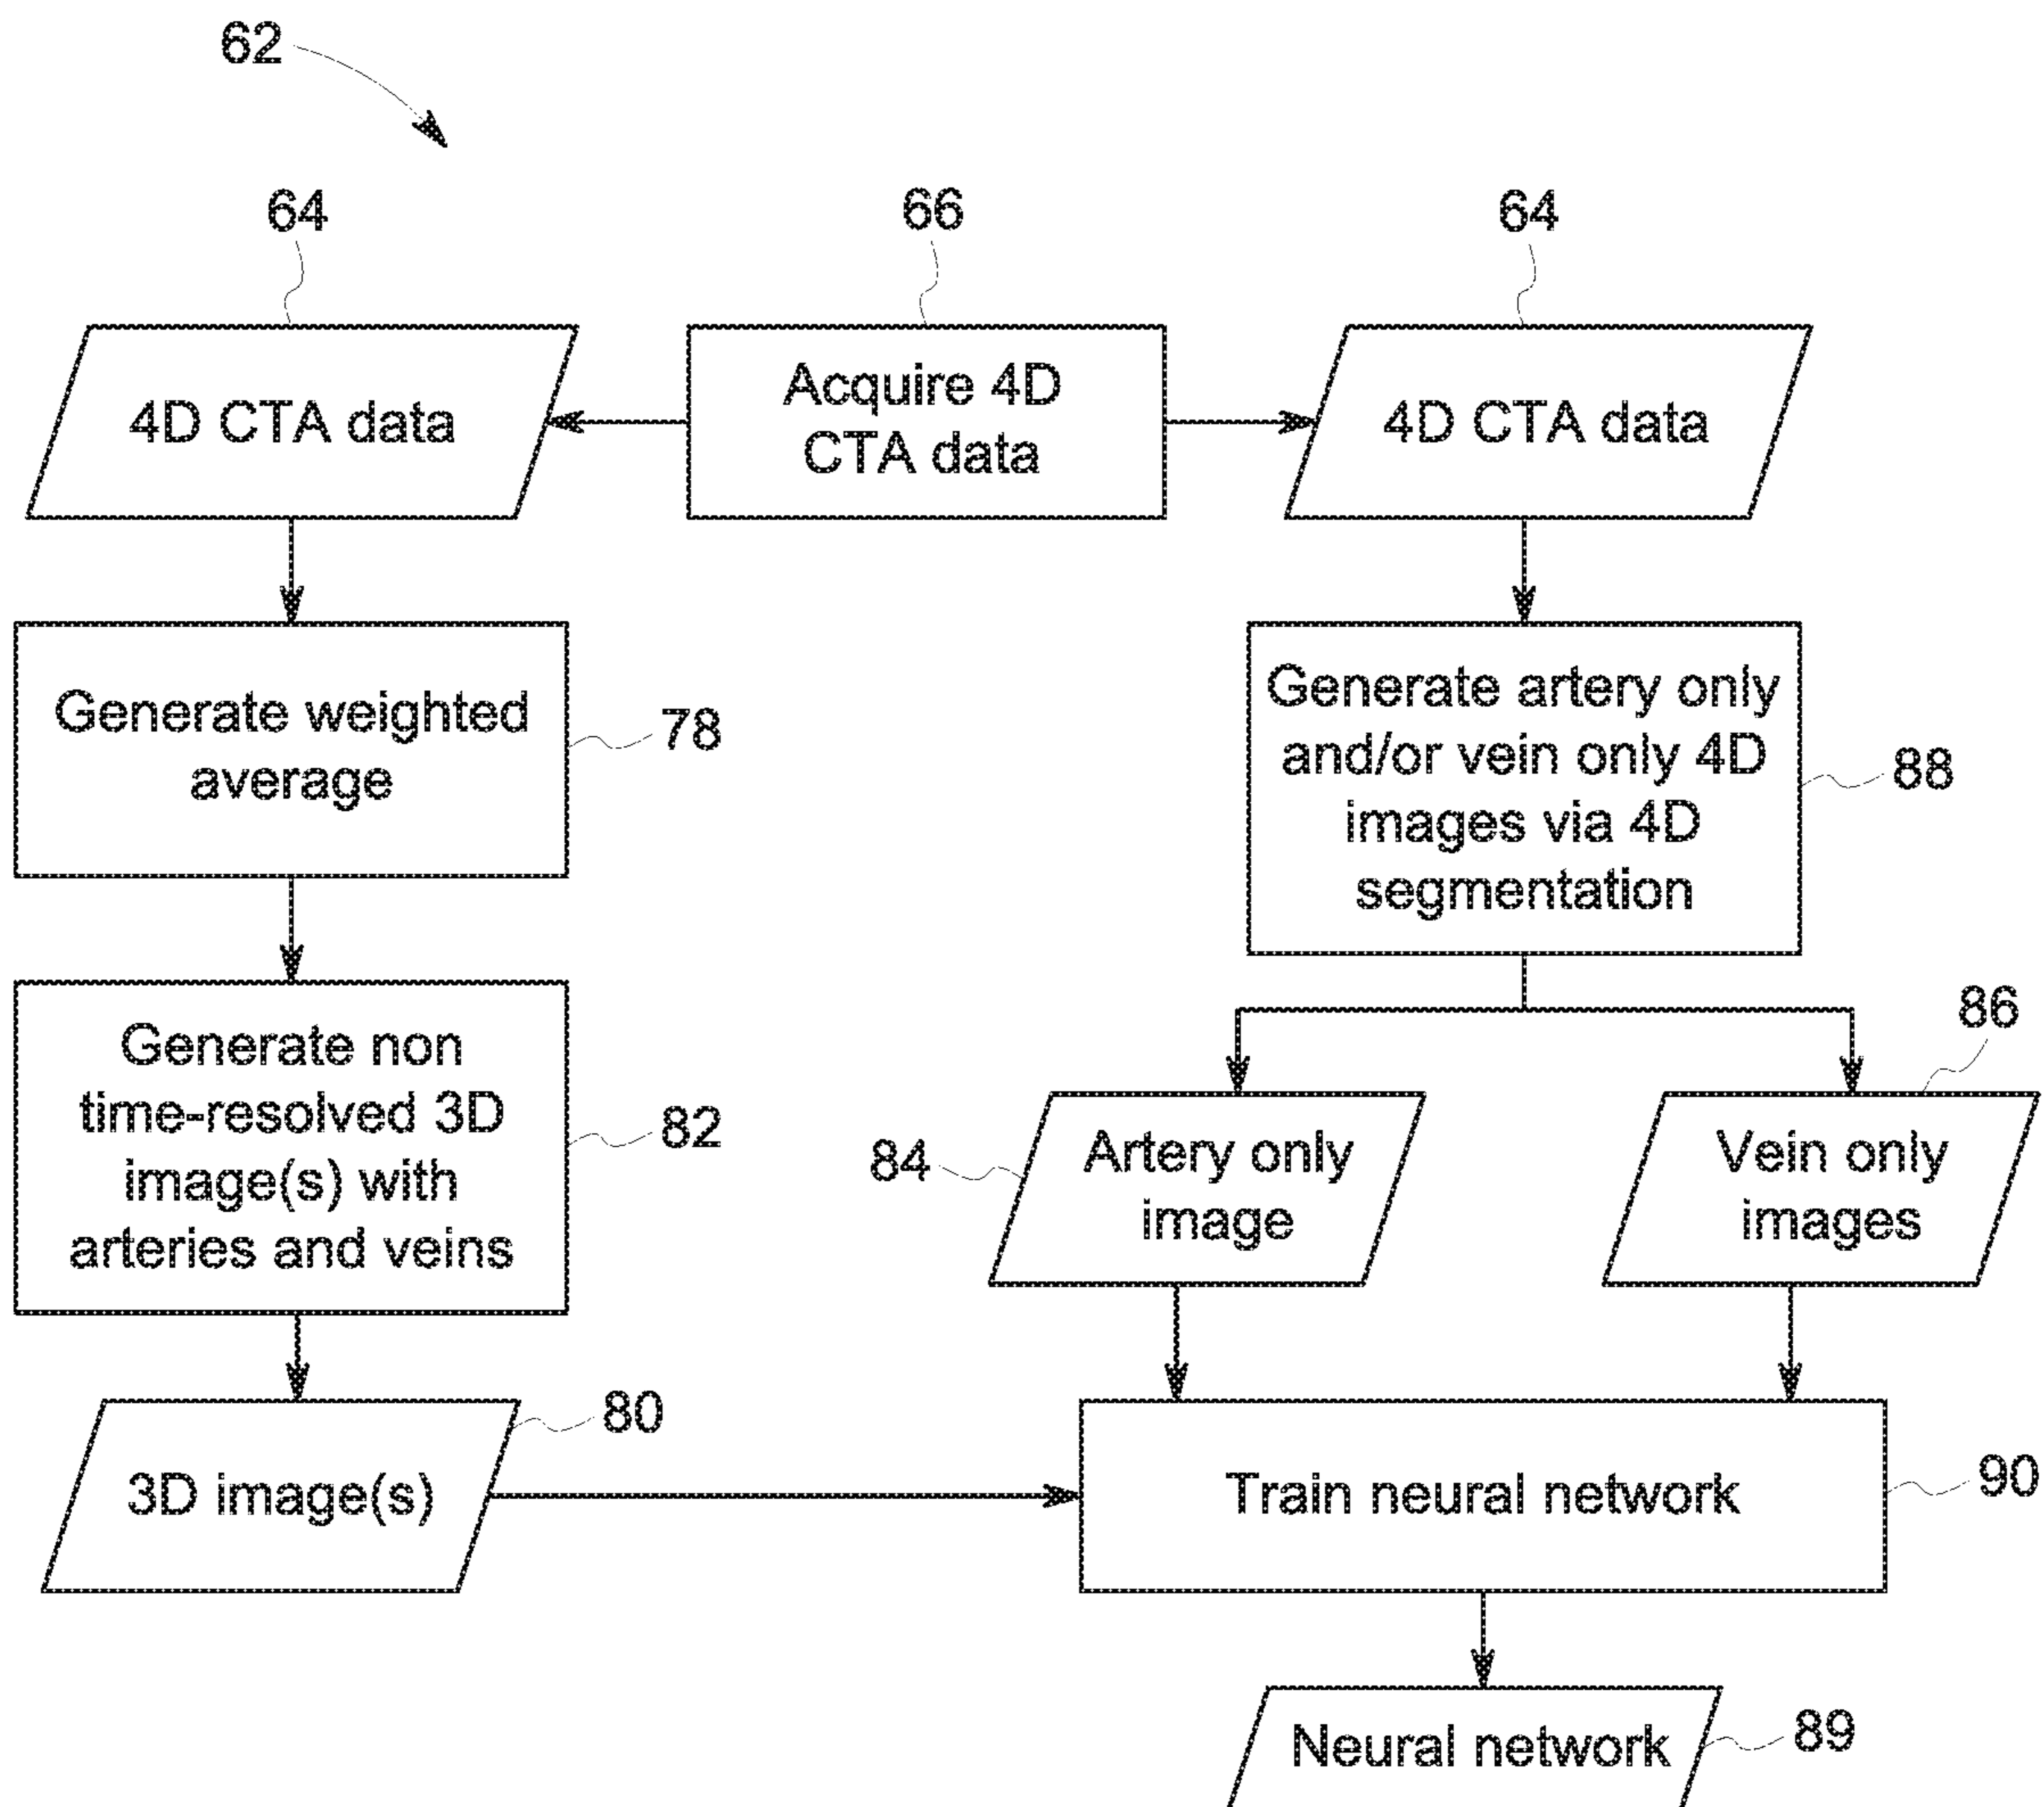 62
64
66
64
4D CTA data
Acquire 4D
CTA data
4D CTA data
Generate weighted
average
78
Generate artery only
and/or vein only 4D
images via 4D
segmentation
88
Generate non
time-resolved 3D
image(s) with
arteries and veins
82
84
Artery only
image
86
Vein only
images
80
3D image(s)
Train neural network
90
Neural network
89